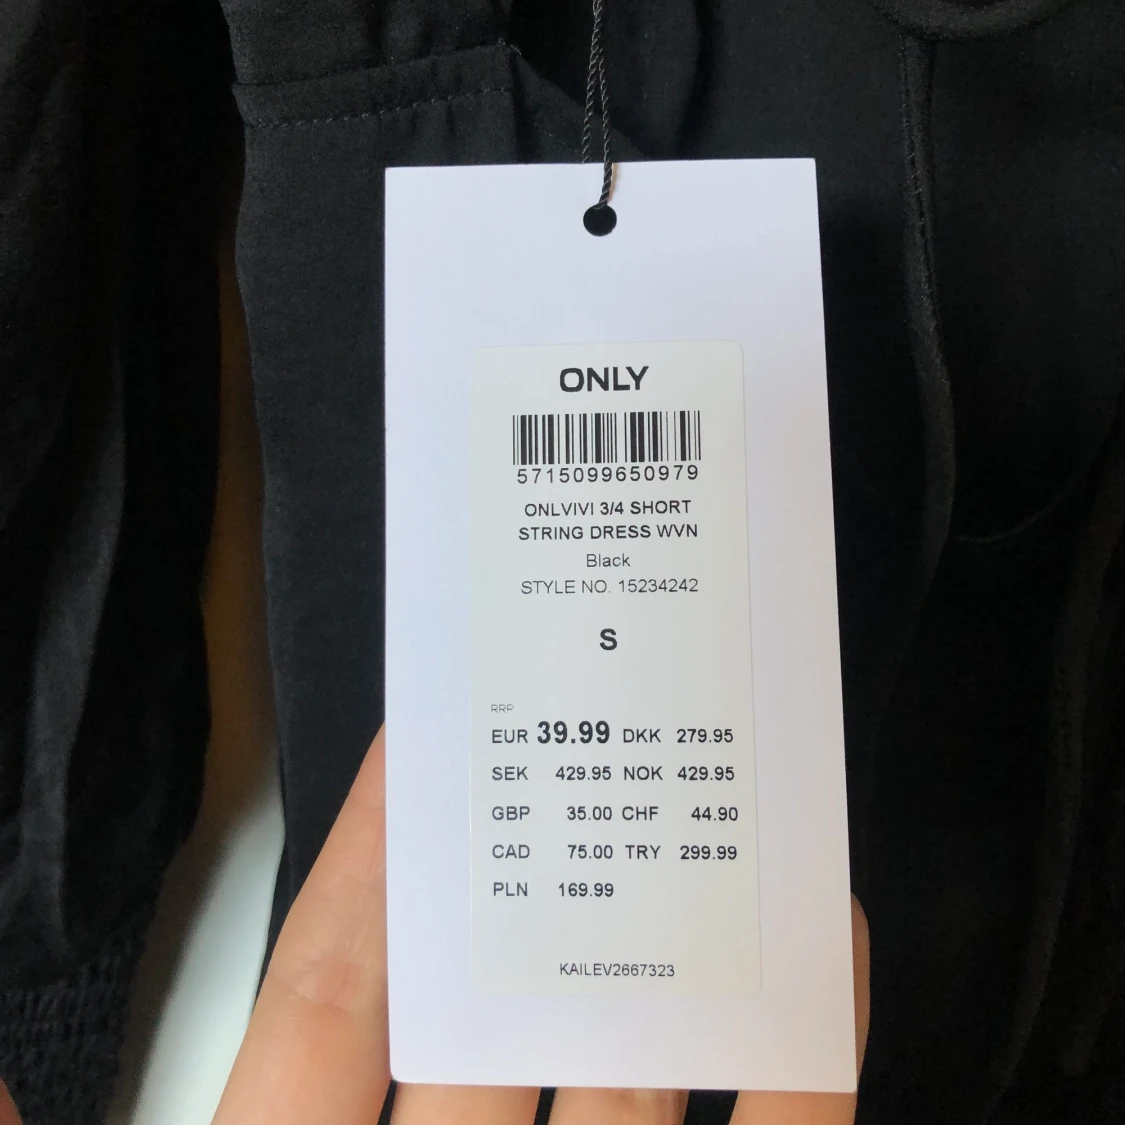 ONLY
5715099650979
ONLVIVI 3/4 SHORT
STRING DRESS WVN
Black
STYLE NO. 15234242
S
RRP
EUR 39.99 DKK 279.95
SEK 429.95 NOK 429.95
GBP 35.00 CHF 44.90
CAD 75.00 TRY 299.99
PLN 169.99
KAILEV2667323